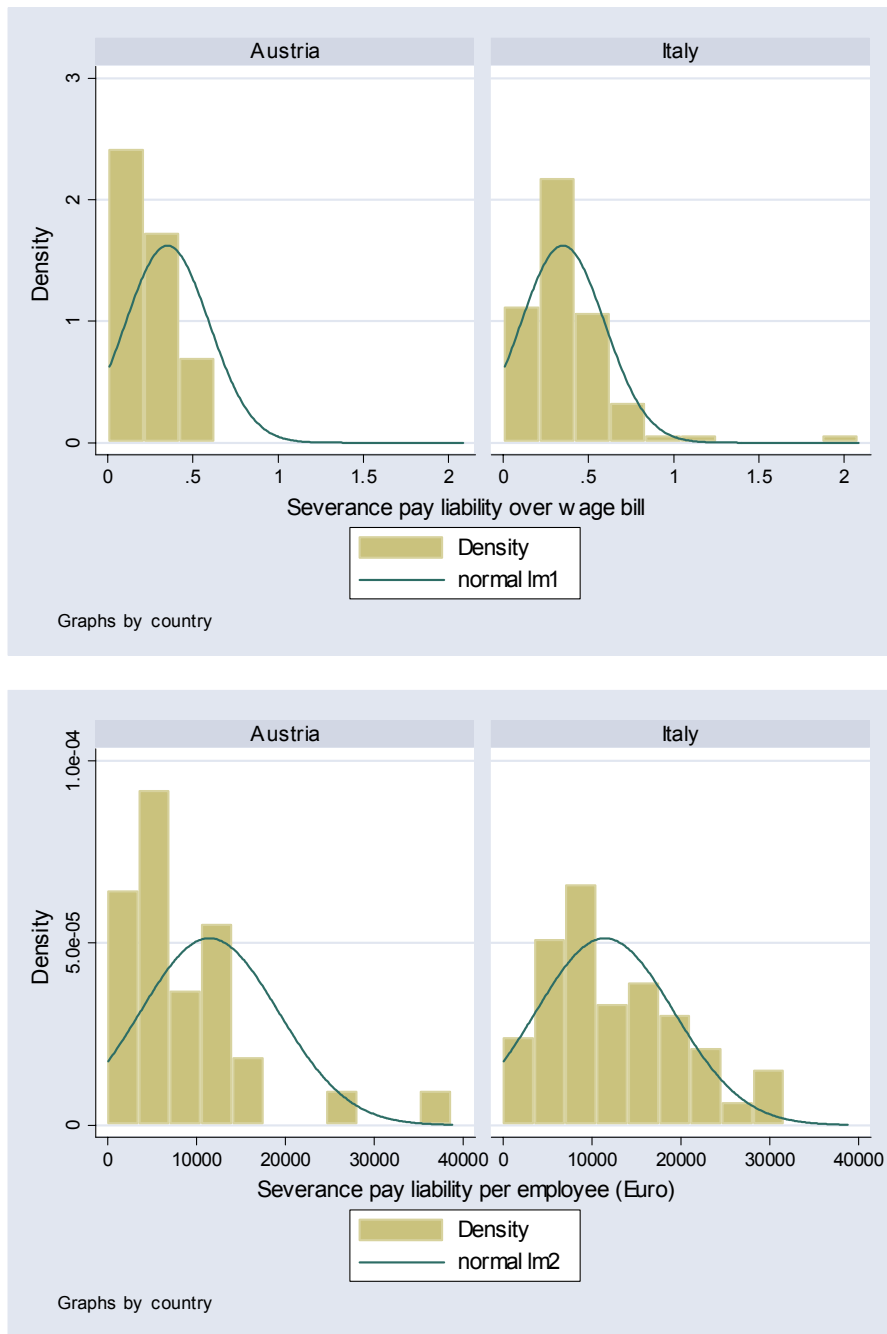 Austria
Italy
Density
3
2
1
0
0 .5 1 1.5 2
0 .5 1 1.5 2
Severance pay liability over wage bill
Density
normal lm1
Graphs by country
Austria
Italy
Density
1.0e-04
5.0e-05
0
0 10000 20000 30000 40000
0 10000 20000 30000 40000
Severance pay liability per employee (Euro)
Density
normal lm2
Graphs by country